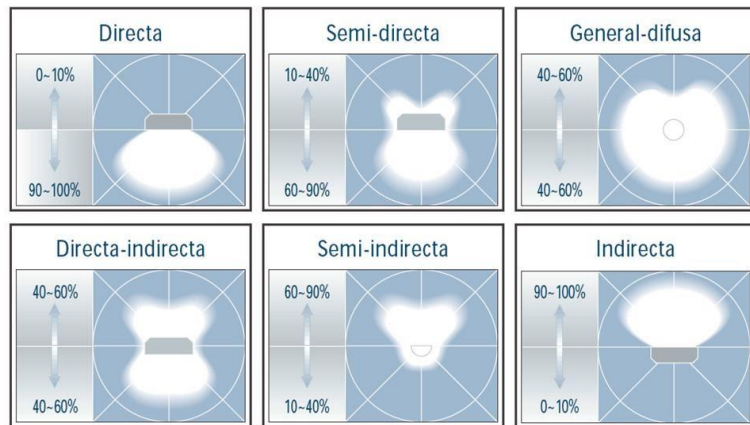 Directa
0~10%
90~100%
Semi-directa
10~40%
60~90%
General-difusa
40~60%
40~60%
Directa-indirecta
40~60%
40~60%
Semi-indirecta
60~90%
10~40%
Indirecta
90~100%
0~10%